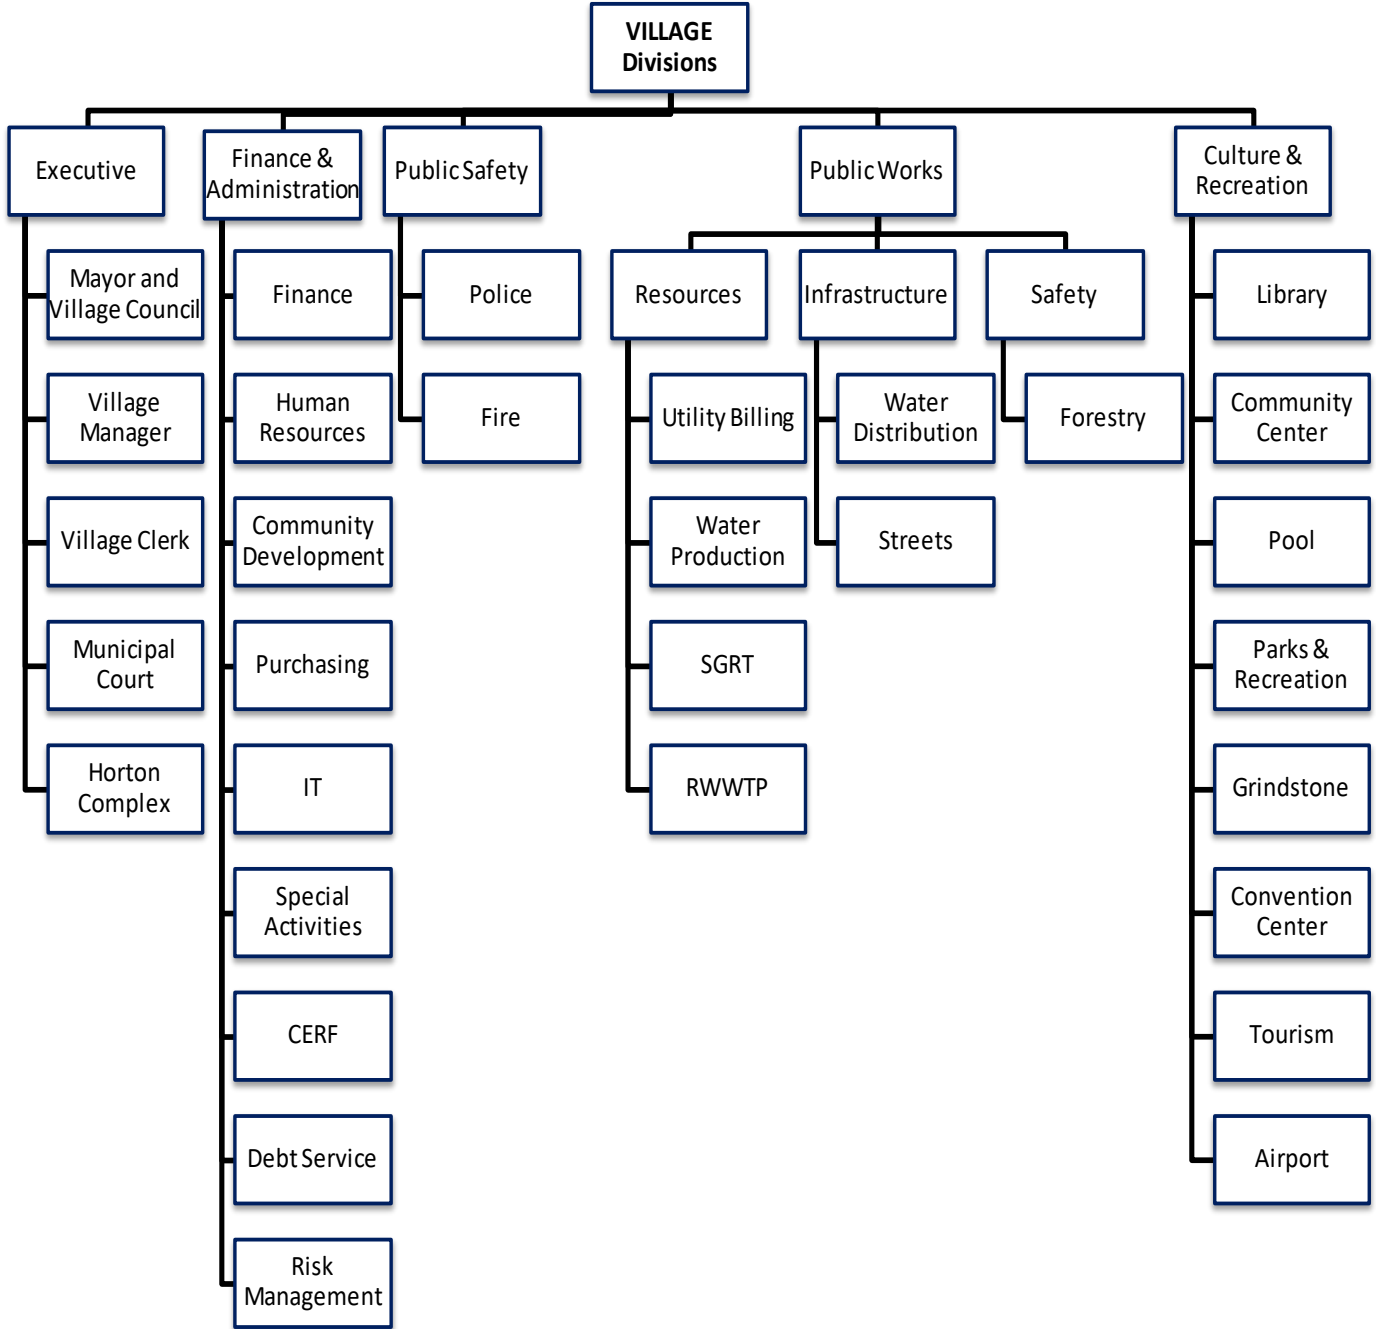 VILLAGE
Divisions
Executive
Finance &
Administration
Public Safety
Public Works
Culture &
Recreation
Mayor and
Village Council
Village
Manager
Village Clerk
Municipal
Court
Horton
Complex
Finance
Human
Resources
Community
Development
Purchasing
IT
Special
Activities
CERF
Debt Service
Risk
Management
Police
Fire
Resources
Utility Billing
Water
Production
SGRT
RWWTP
Infrastructure
Water
Distribution
Streets
Safety
Forestry
Library
Community
Center
Pool
Parks &
Recreation
Grindstone
Convention
Center
Tourism
Airport